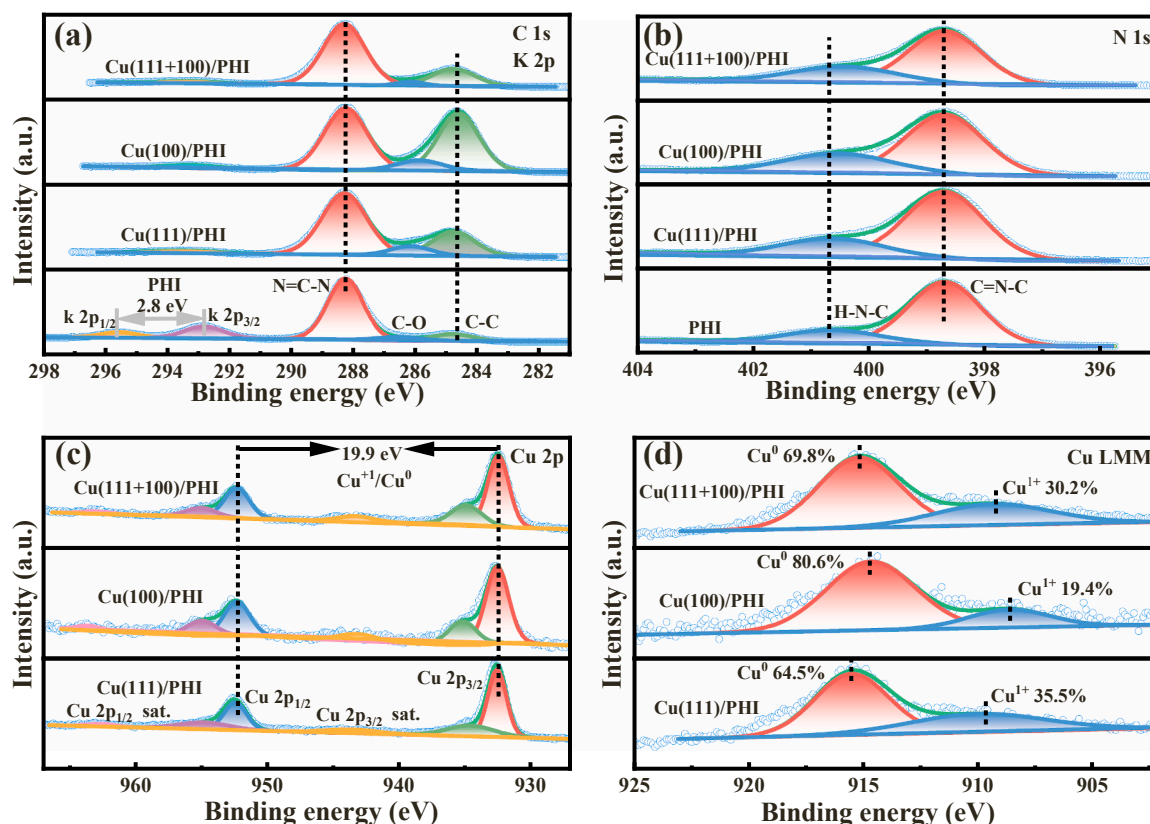 (a)
C 1s
K 2p
Cu(111+100)/PHI
Cu(100)/PHI
Cu(111)/PHI
PHI
2.8 eV
k 2p1/2
k 2p3/2
N=C-N
C-O
C-C
298 296 294 292 290 288 286 284 282
Binding energy (eV)
Intensity (a.u.)
(b)
N 1s
Cu(111+100)/PHI
Cu(100)/PHI
Cu(111)/PHI
PHI
H-N-C
C=N-C
404 402 400 398 396
Binding energy (eV)
Intensity (a.u.)
(c)
19.9 eV
Cu+1/Cu0
Cu 2p
Cu(111+100)/PHI
Cu(100)/PHI
Cu(111)/PHI
Cu 2p1/2 sat.
Cu 2p1/2
Cu 2p3/2 sat.
Cu 2p3/2
960 950 940 930
Binding energy (eV)
Intensity (a.u.)
(d)
Cu LMM
Cu0 69.8%
Cu1+ 30.2%
Cu(111+100)/PHI
Cu0 80.6%
Cu1+ 19.4%
Cu(100)/PHI
Cu0 64.5%
Cu1+ 35.5%
Cu(111)/PHI
925 920 915 910 905
Binding energy (eV)
Intensity (a.u.)